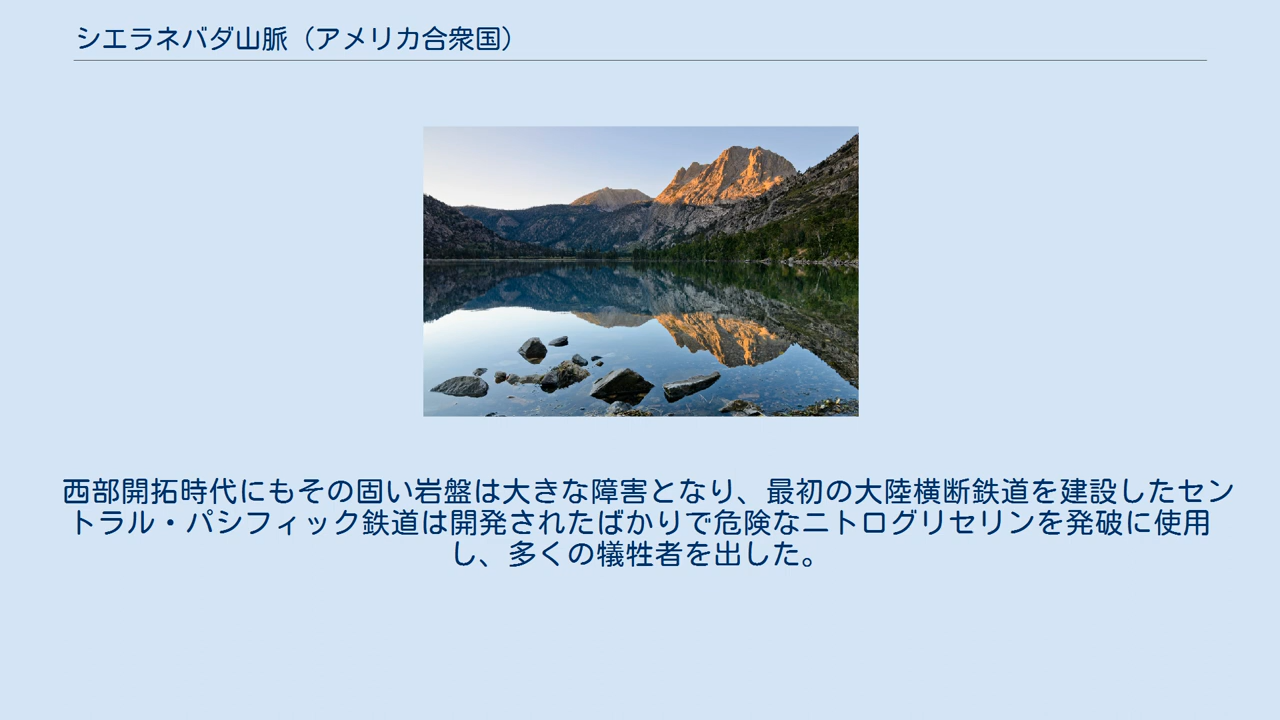 シエラネバダ山脈（アメリカ合衆国）
西部開拓時代にもその固い岩盤は大きな障害となり、最初の大陸横断鉄道を建設したセン
トラル・パシフィック鉄道は開発されたばかりで危険なニトログリセリンを発破に使用
し、多くの犠牲者を出した。